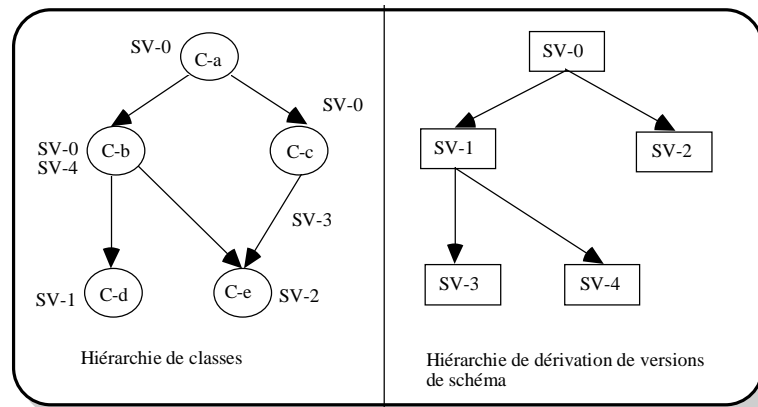 SV-0
C-a
SV-0
SV-0
SV-4
C-b
C-c
SV-3
SV-1
C-d
C-e
SV-2
Hiérarchie de classes
SV-0
SV-1
SV-2
SV-3
SV-4
Hiérarchie de dérivation de versions
de schéma